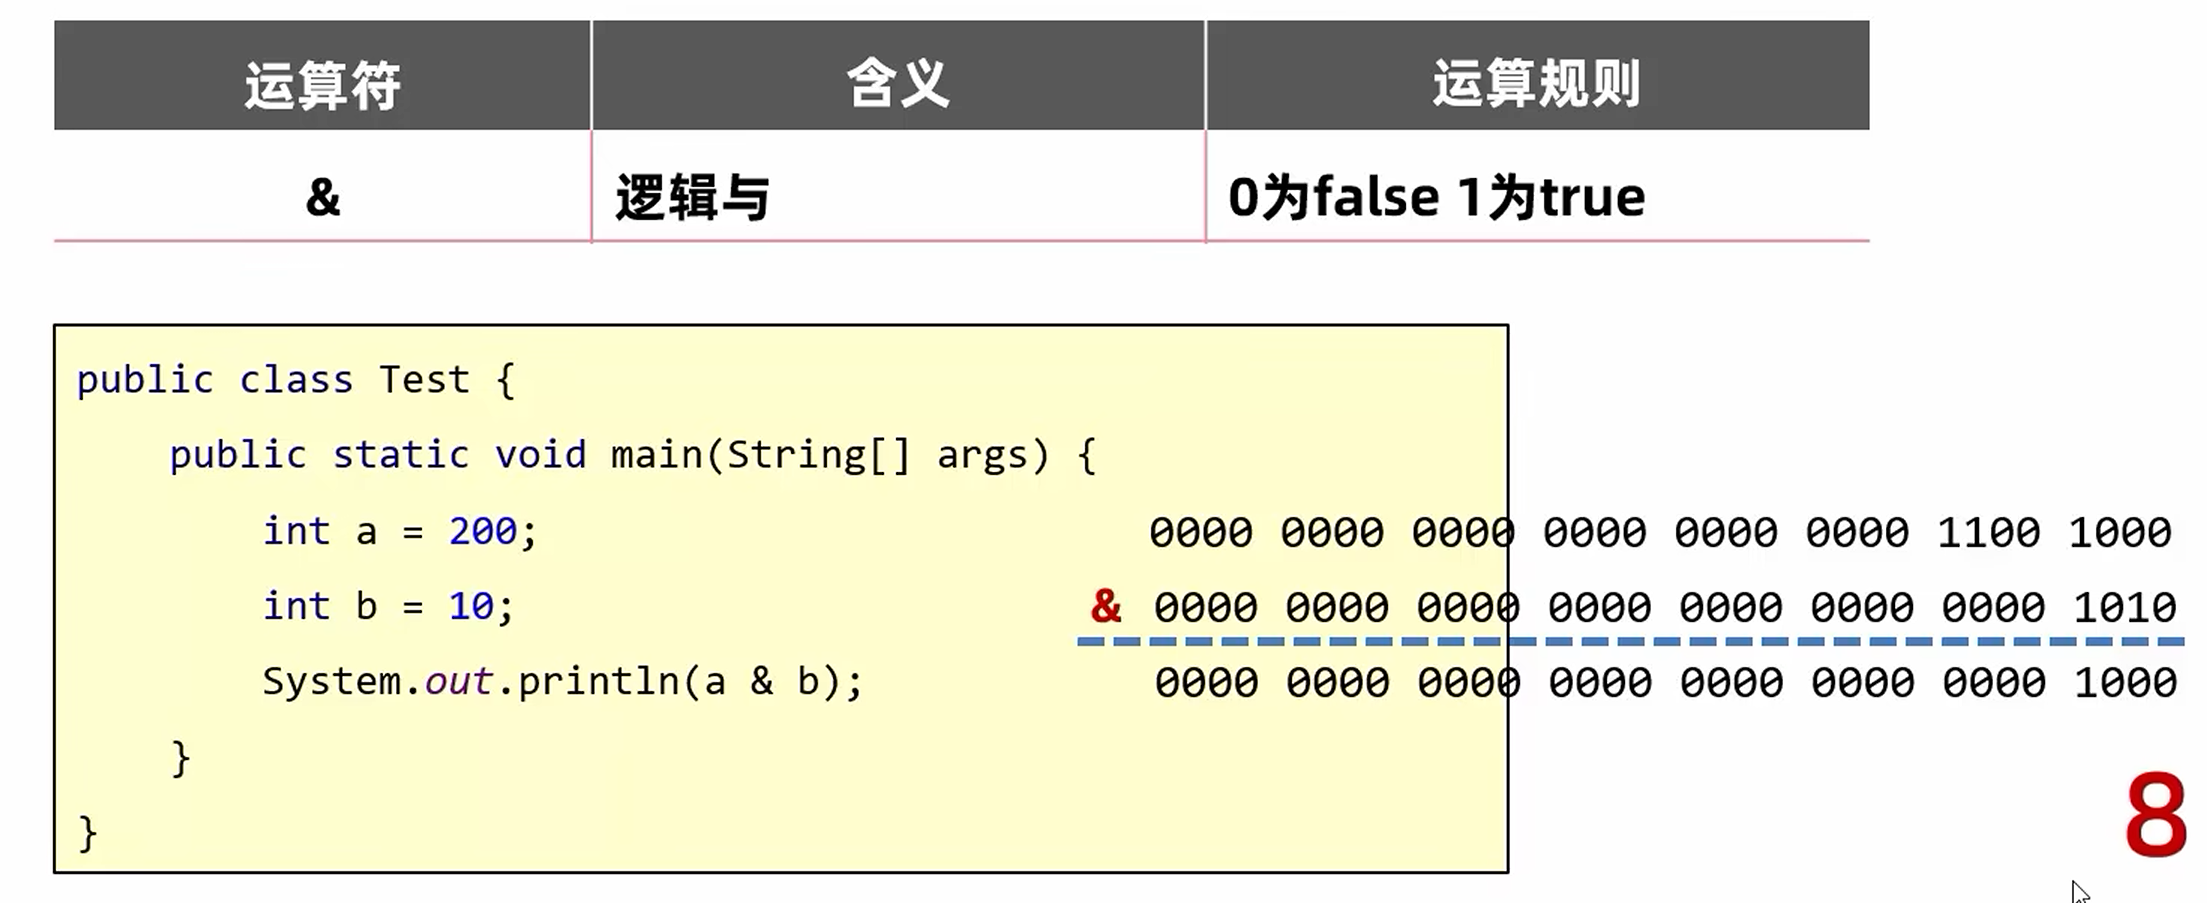 运算符 含义 运算规则
& 逻辑与 0为false 1为true
public class Test {
public static void main(String[] args) {
int a = 200; 0000 0000 0000 0000 0000 0000 1100 1000
int b = 10; & 0000 0000 0000 0000 0000 0000 0000 1010
System.out.println(a & b); 0000 0000 0000 0000 0000 0000 0000 1000
}
}
8